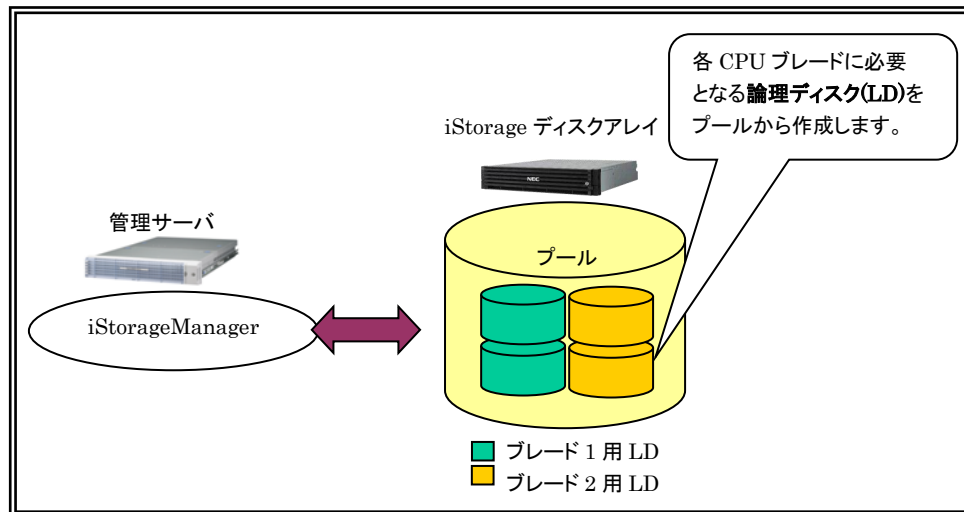 各 CPU ブレードに必要
となる論理ディスク(LD)を
プールから作成します。
iStorage ディスクアレイ
NEC
管理サーバ
プール
iStorageManager
ブレード 1 用 LD
ブレード 2 用 LD